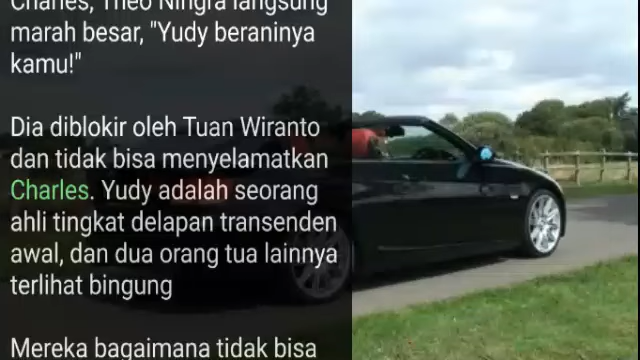 Charles, Theo Ningra langsung
marah besar, "Yudy beraninya
kamu!"
Dia diblokir oleh Tuan Wiranto
dan tidak bisa menyelamatkan
Charles. Yudy adalah seorang
ahli tingkat delapan transenden
awal, dan dua orang tua lainnya
terlihat bingung
Mereka bagaimana tidak bisa